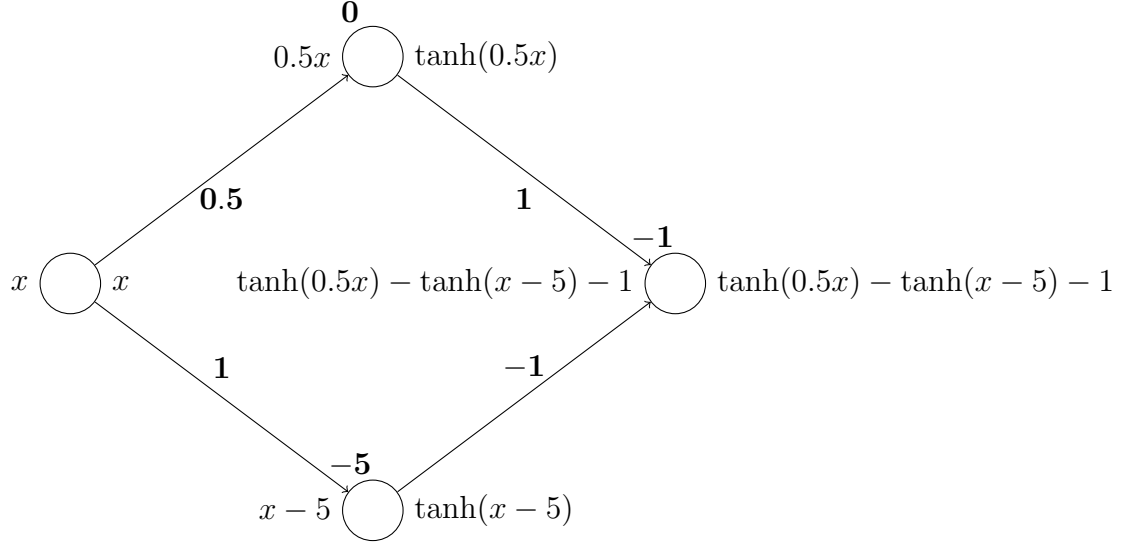 0
0.5x tanh(0.5x)
0.5
1
−1
x x tanh(0.5x) − tanh(x − 5) − 1 tanh(0.5x) − tanh(x − 5) − 1
1
−1
−5
x − 5 tanh(x − 5)